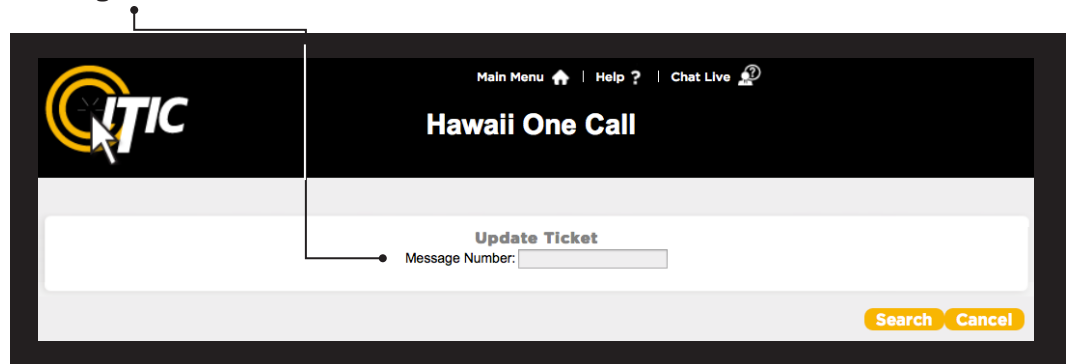 Main Menu | Help ? | Chat Live
ITIC
Hawaii One Call
Update Ticket
Message Number:
Search Cancel